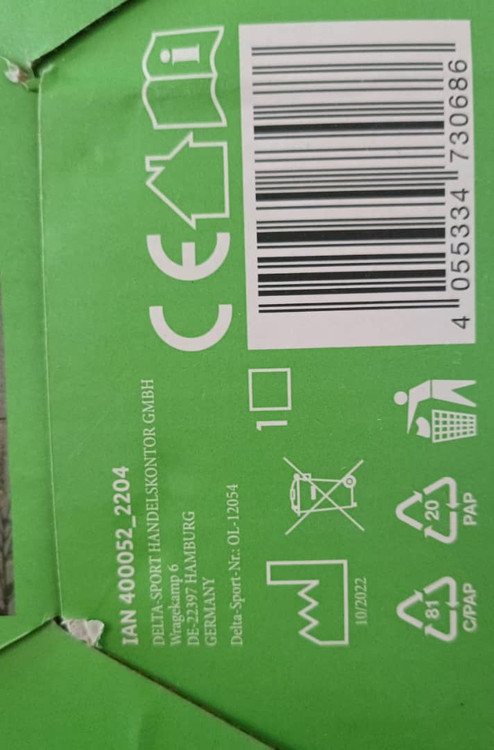 IAN 400052_2204
DELTA-SPORT HANDELSKONTOR GMBH
Wragekamp 6
DE-22397 HAMBURG
GERMANY
Delta-Sport-Nr.: OL-12054
CE
i
4 055334 730686
1
10/2022
20
PAP
81
C/PAP